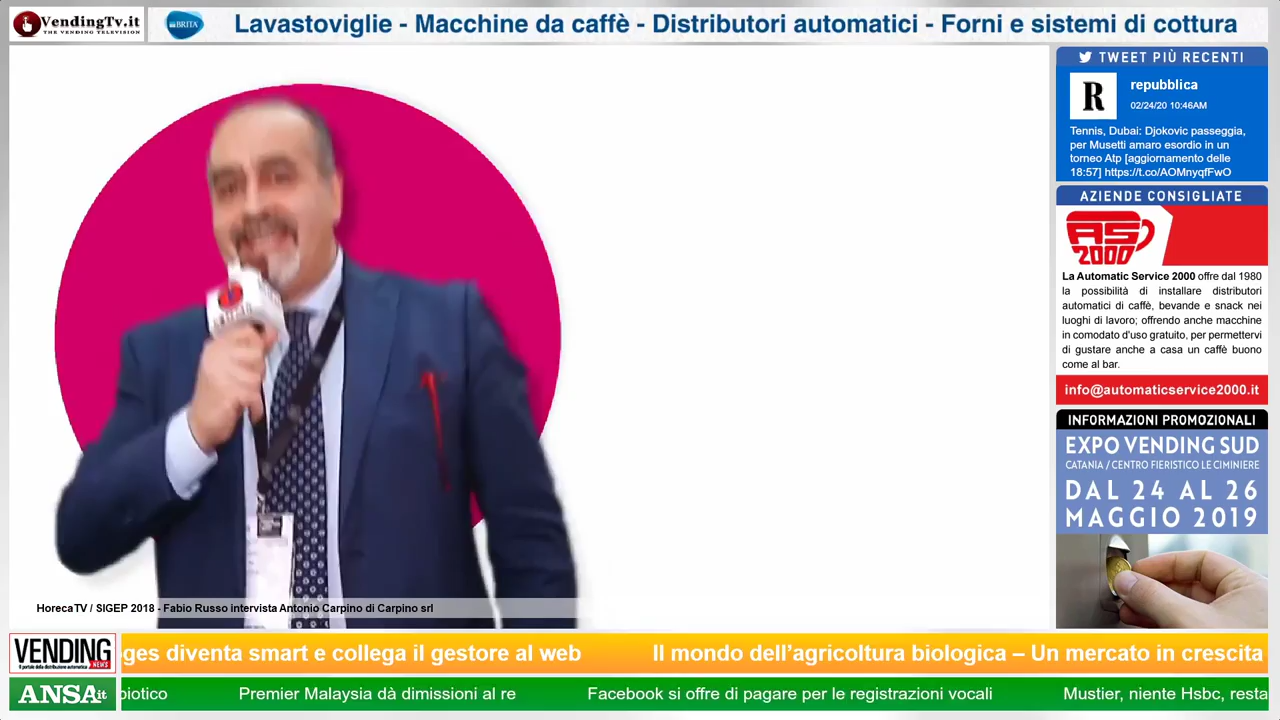 VendingTv.it
THE VENDING TELEVISION
BRITA
Lavastoviglie - Macchine da caffè - Distributori automatici - Forni e sistemi di cottura
TWEET PIÙ RECENTI
R
repubblica
02/24/20 10:46AM
Tennis, Dubai: Djokovic passeggia,
per Musetti amaro esordio in un
torneo Atp [aggiornamento delle
18:57] https://t.co/AOMnyqfFwO
AZIENDE CONSIGLIATE
AS
2000
La Automatic Service 2000 offre dal 1980
la possibilità di installare distributori
automatici di caffè, bevande e snack nei
luoghi di lavoro; offrendo anche macchine
in comodato d'uso gratuito, per permettervi
di gustare anche a casa un caffè buono
come al bar.
info@automaticservice2000.it
INFORMAZIONI PROMOZIONALI
EXPO VENDING SUD
CATANIA / CENTRO FIERISTICO LE CIMINIERE
DAL 24 AL 26
MAGGIO 2019
HorecaTV / SIGEP 2018 - Fabio Russo intervista Antonio Carpino di Carpino srl
VENDING
NEWS
Il portale della distribuzione automatica
ges diventa smart e collega il gestore al web Il mondo dell’agricoltura biologica – Un mercato in crescita
ANSA.it
biotico Premier Malaysia dà dimissioni al re Facebook si offre di pagare per le registrazioni vocali Mustier, niente Hsbc, resta